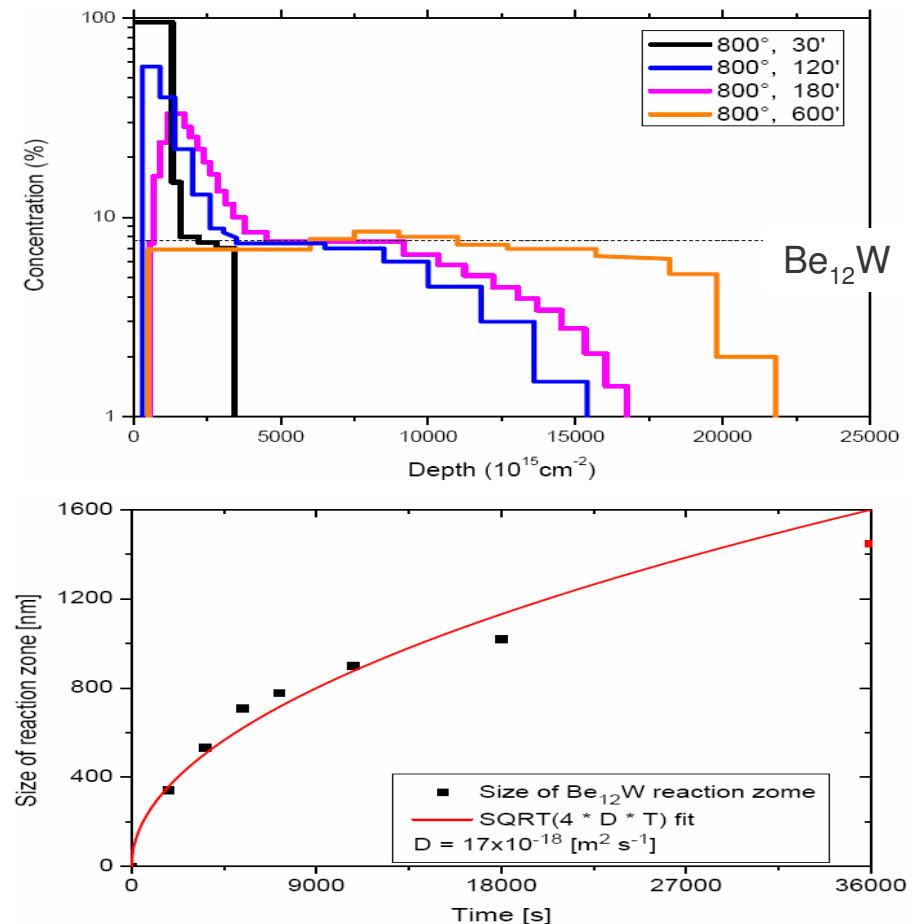 100
10
1
Concentration (%)
800°, 30'
800°, 120'
800°, 180'
800°, 600'
Be₁₂W
0
5000
10000
15000
20000
25000
Depth (10¹⁵cm⁻²)
1600
1200
800
400
0
Size of reaction zone [nm]
Size of Be₁₂W reaction zome
SQRT(4 * D * T) fit
D = 17x10⁻¹⁸ [m² s⁻¹]
0
9000
18000
27000
36000
Time [s]